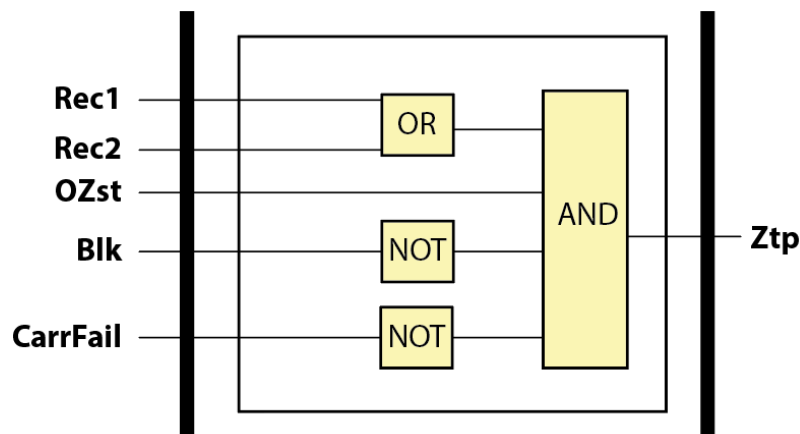 Rec1
OR
Rec2
OZst
AND
Blk
NOT
Ztp
CarrFail
NOT